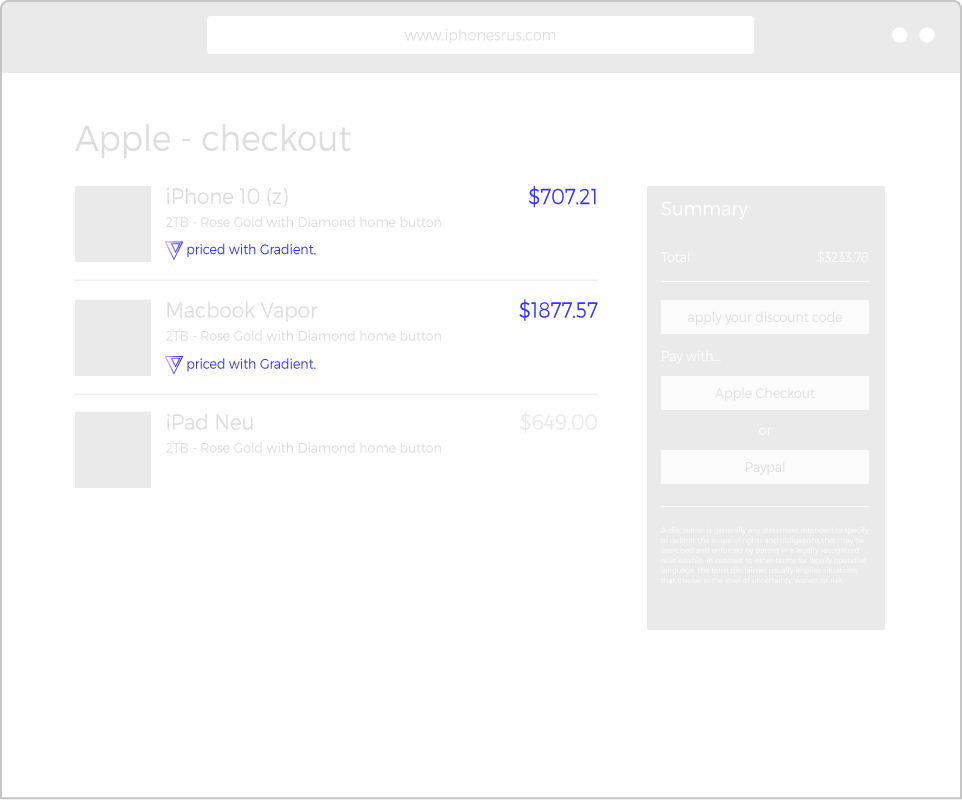 www.iphonesrus.com
Apple - checkout
iPhone 10 (z)
$707.21
2TB - Rose Gold with Diamond home button
priced with Gradient.
Macbook Vapor
$1877.57
2TB - Rose Gold with Diamond home button
priced with Gradient.
iPad Neu
$649.00
2TB - Rose Gold with Diamond home button
Summary
Total
$3233.78
apply your discount code
Pay with...
Apple Checkout
or
Paypal
A disclaimer is generally any statement intended to specify
or delimit the scope of rights and obligations that may be
exercised and enforced by parties in a legally recognized
relationship. In contrast to other terms for legally operative
language, the term disclaimer usually implies situations
that involve some level of uncertainty, waiver, or risk.